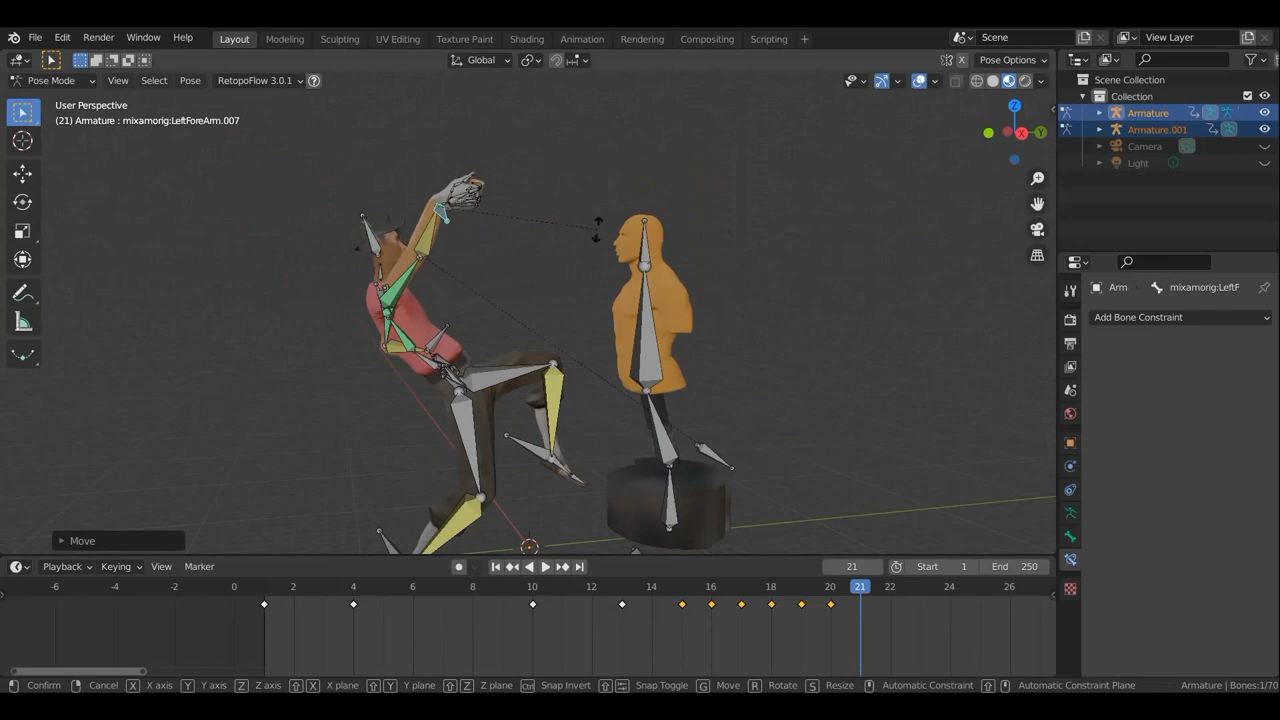 File Edit Render Window Help Layout Modeling Sculpting UV Editing Texture Paint Shading Animation Rendering Compositing Scripting + Scene View Layer
Global Pose Options
Pose Mode View Select Pose RetopoFlow 3.0.1 ?
User Perspective
(21) Armature : mixamorig:LeftForeArm.007
Z
X
Y
Scene Collection
Collection
Armature
Armature.001
Camera
Light
Arm mixamorig:LeftF
Add Bone Constraint
Move
Playback Keying View Marker 21 Start 1 End 250
-6 -4 -2 0 2 4 6 8 10 12 14 16 18 20 21 22 24 26
Confirm Cancel X X axis Y Y axis Z Z axis X X plane Y Y plane Z Z plane Ctrl Snap Invert Snap Toggle G Move R Rotate S Resize Automatic Constraint Automatic Constraint Plane Armature | Bones:1/70